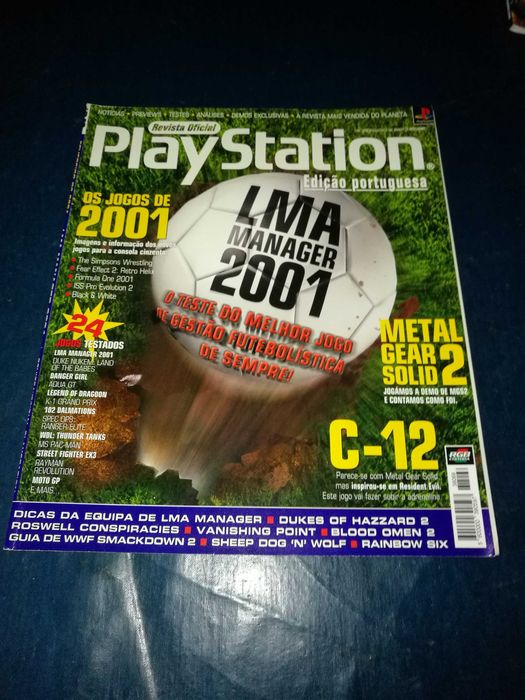 NOTÍCIAS • PREVIEWS • TESTES • ANÁLISES • DEMOS EXCLUSIVAS • A REVISTA MAIS VENDIDA DO PLANETA
Revista Oficial
PlayStation®
Edição portuguesa
OS JOGOS DE
2001
Imagens e informação dos novos
jogos para a consola cinzenta
The Simpsons Wrestling
Fear Effect 2: Retro Helix
Formula One 2001
ISS Pro Evolution 2
Black & White
LMA
MANAGER
2001
O TESTE DO MELHOR JOGO
DE GESTÃO FUTEBOLÍSTICA
DE SEMPRE!
24
JOGOS TESTADOS
LMA MANAGER 2001
DUKE NUKEM: LAND
OF THE BABES
DANGER GIRL
AQUA GT
LEGEND OF DRAGOON
K-1 GRAND PRIX
102 DALMATIONS
SPEC OPS:
RANGER ELITE
WDL: THUNDER TANKS
MS PAC-MAN
STREET FIGHTER EX3
RAYMAN
REVOLUTION
MOTO GP
E MAIS...
METAL
GEAR
SOLID 2
JOGÁMOS A DEMO DE MGS2
E CONTAMOS COMO FOI.
C-12
Parece-se com Metal Gear Solid
mas inspirou-se em Resident Evil.
Este jogo vai fazer subir a adrenalina
RGB
DICAS DA EQUIPA DE LMA MANAGER ■ DUKES OF HAZZARD 2
ROSWELL CONSPIRACIES ■ VANISHING POINT ■ BLOOD OMEN 2
GUIA DE WWF SMACKDOWN 2 ■ SHEEP DOG 'N' WOLF ■ RAINBOW SIX